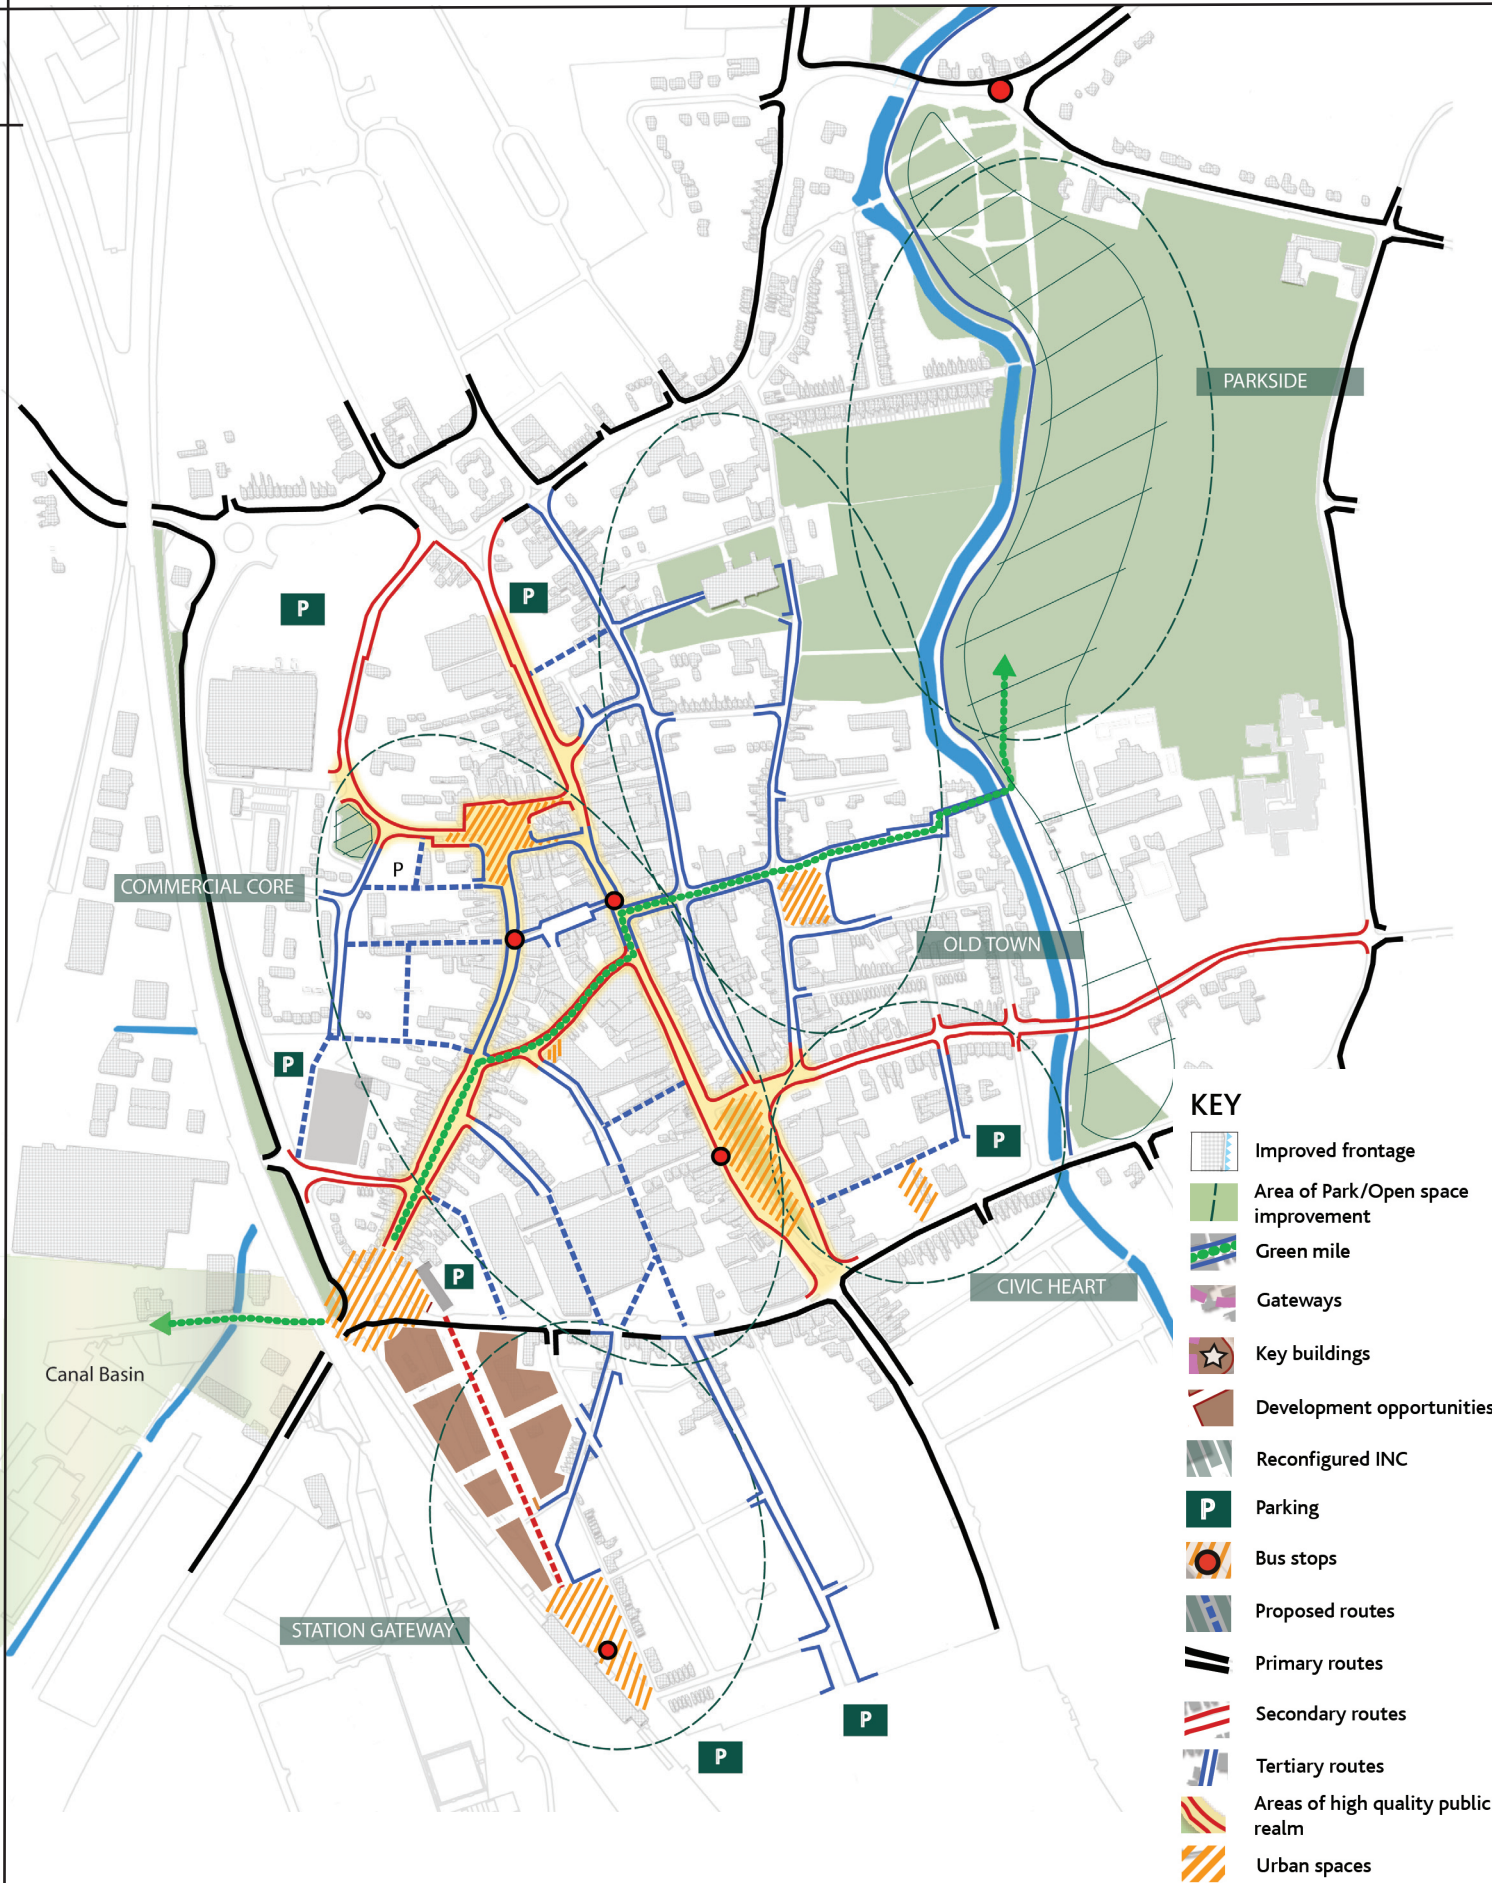 PARKSIDE
P
P
COMMERCIAL CORE
P
OLD TOWN
P
P
P
CIVIC HEART
Canal Basin
STATION GATEWAY
P
P
KEY
Improved frontage
Area of Park/Open space
improvement
Green mile
Gateways
Key buildings
Development opportunities
Reconfigured INC
P
Parking
Bus stops
Proposed routes
Primary routes
Secondary routes
Tertiary routes
Areas of high quality public
realm
Urban spaces